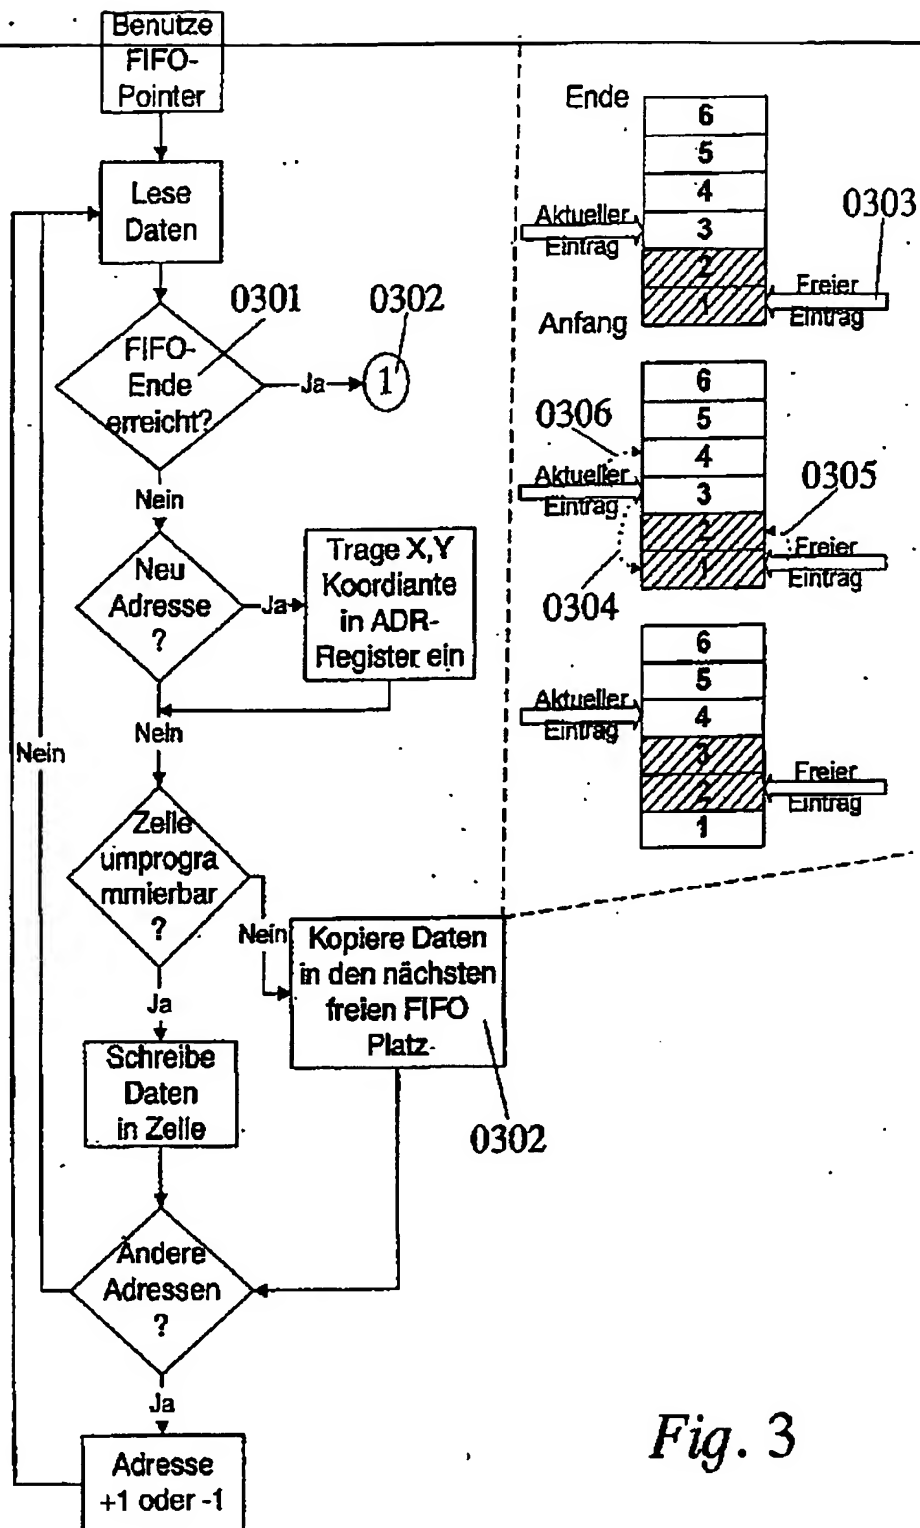 Benutze
FIFO-
Pointer
Lese
Daten
0301
0302
FIFO-
Ende
erreicht?
Ja
1
Nein
Neu
Adresse
?
Ja
Trage X,Y
Koordiante
in ADR-
Register ein
Nein
Nein
Zelle
umprogra
mmierbar
?
Nein
Kopiere Daten
in den nächsten
freien FIFO
Platz
0302
Ja
Schreibe
Daten
in Zelle
Andere
Adressen
?
Ja
Adresse
+1 oder -1
Ende
6
5
4
3
2
1
Aktueller
Eintrag
0303
Freier
Eintrag
Anfang
6
5
4
3
2
1
0306
Aktueller
Eintrag
0305
0304
Freier
Eintrag
6
5
4
3
2
1
Aktueller
Eintrag
Freier
Eintrag
Fig. 3